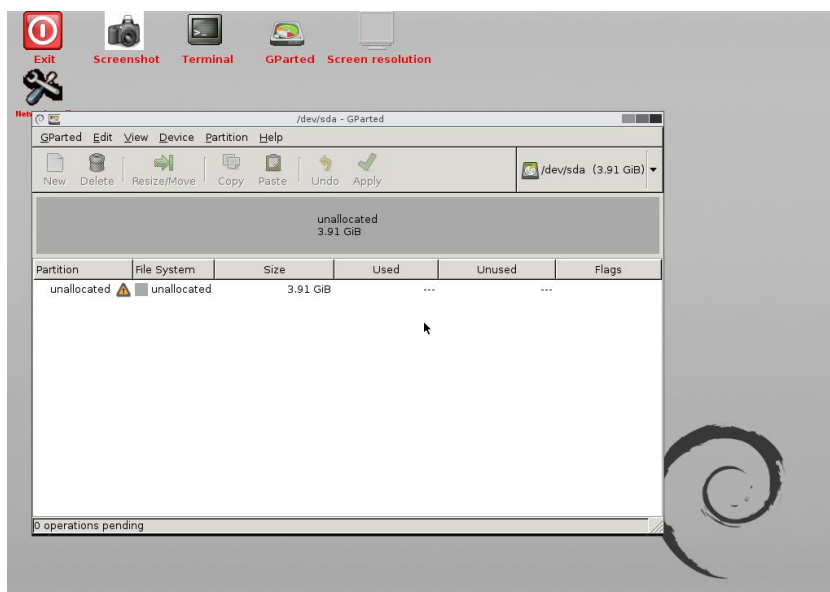 Exit Screenshot Terminal GParted Screen resolution
/dev/sda - GParted
GParted Edit View Device Partition Help
New Delete Resize/Move Copy Paste Undo Apply /dev/sda (3.91 GiB)
unallocated
3.91 GiB
Partition File System Size Used Unused Flags
unallocated unallocated 3.91 GiB --- ---
0 operations pending